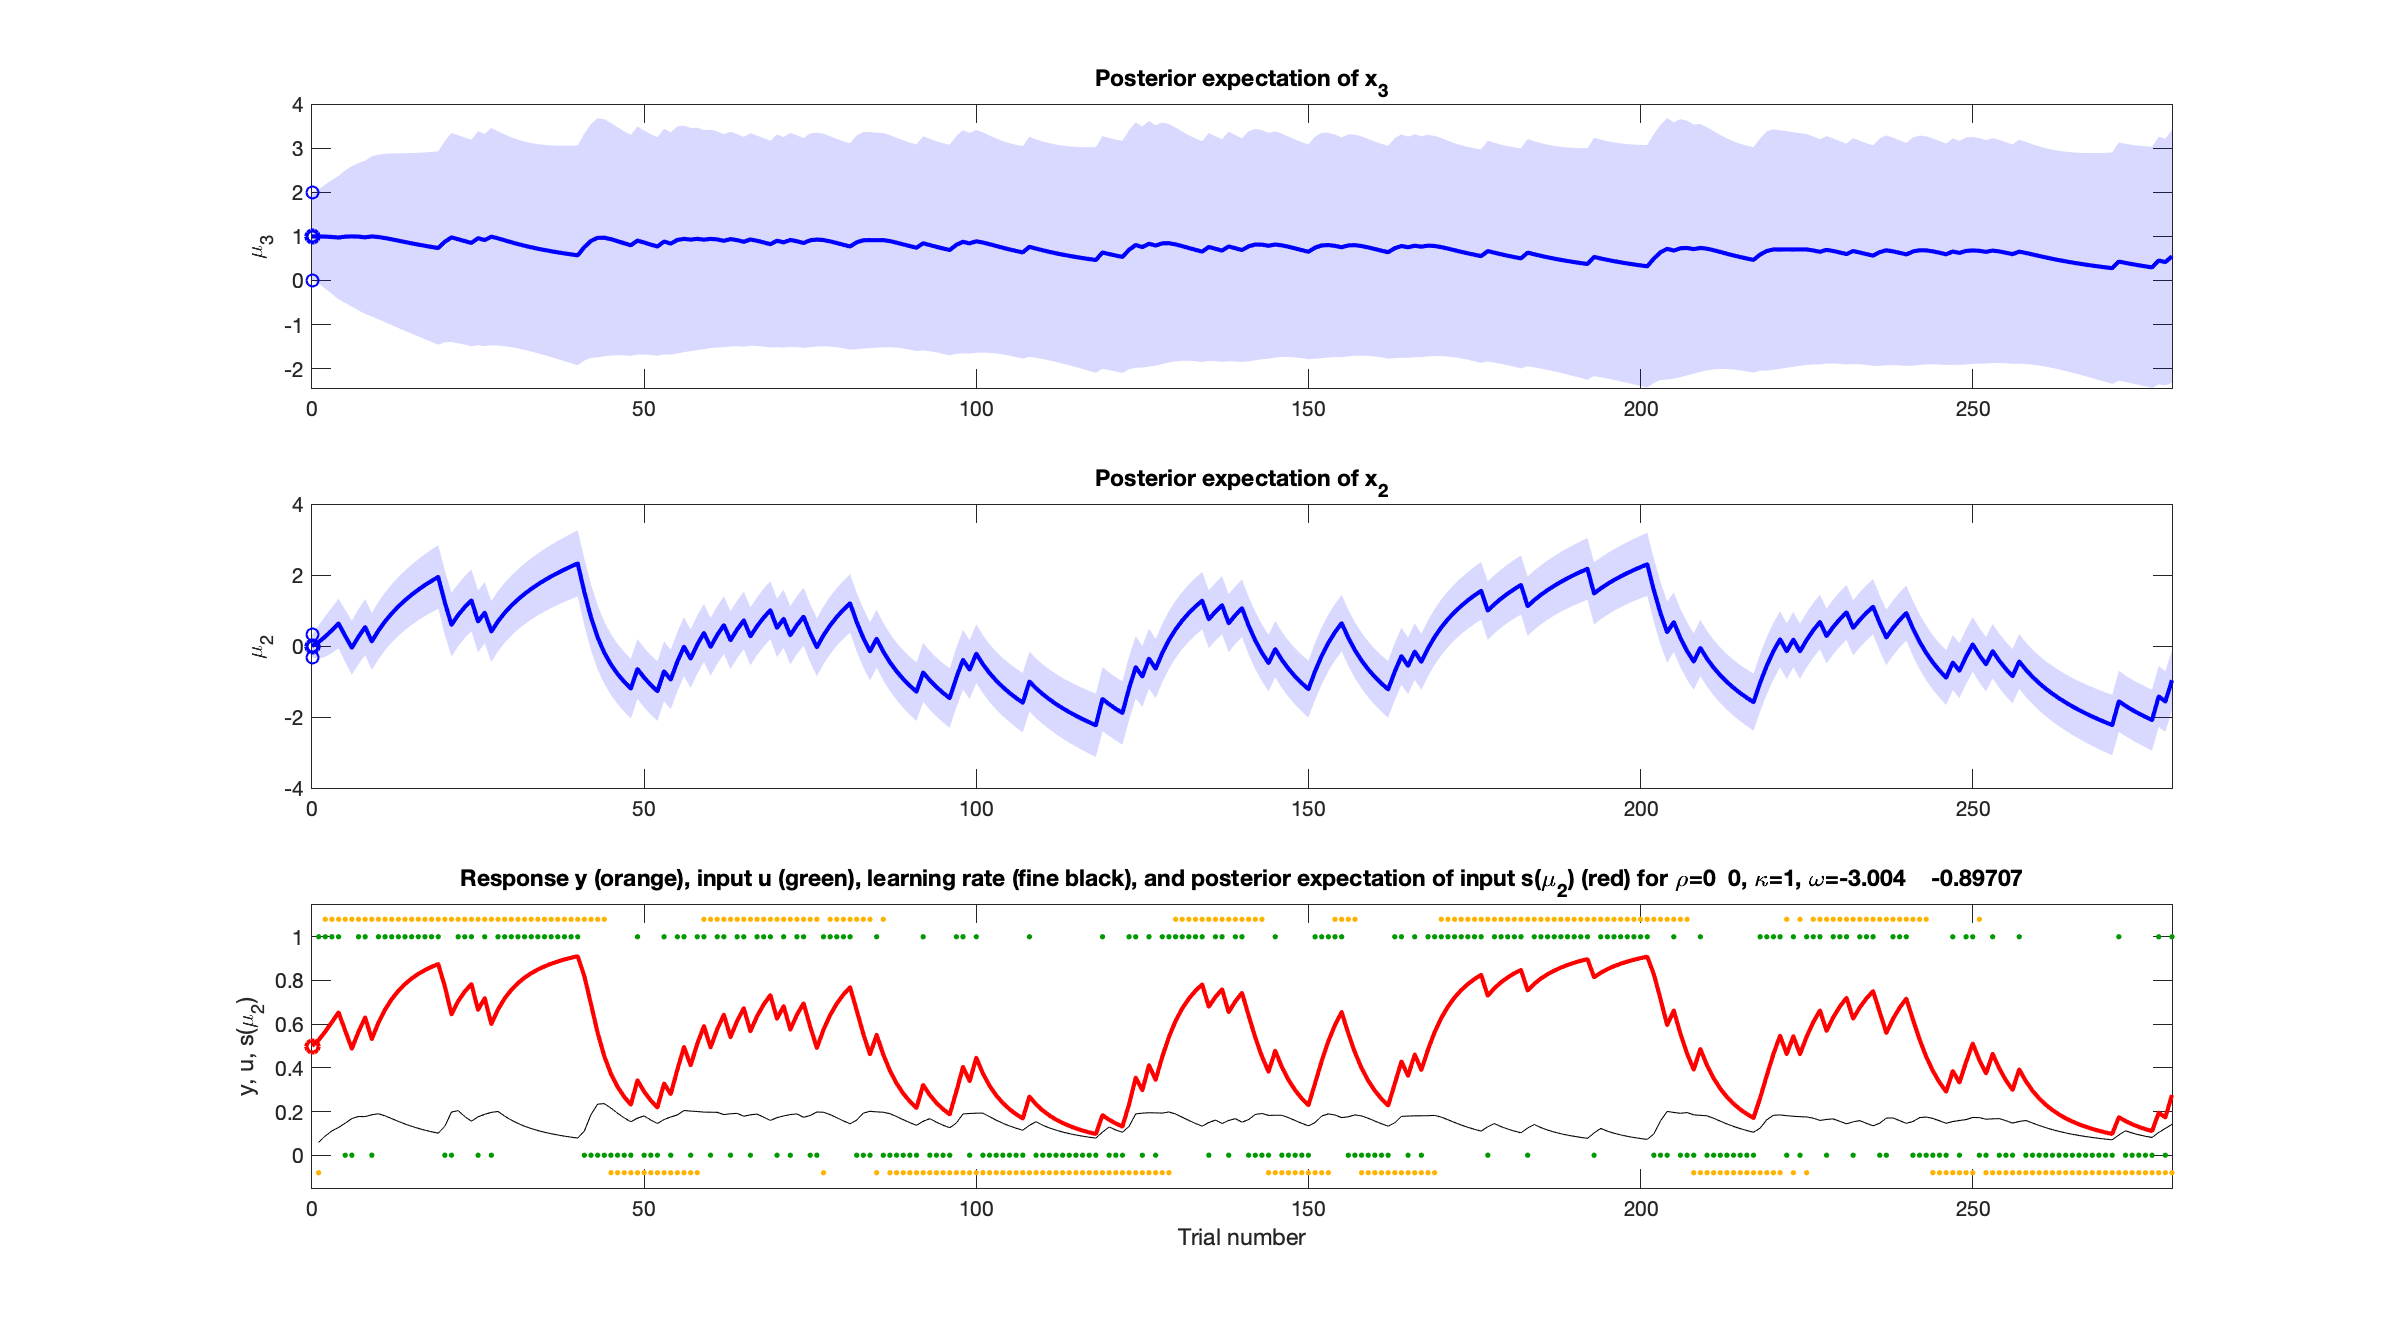 Posterior expectation of x3
4
3
2
1
0
-1
-2
μ3
0 50 100 150 200 250
Posterior expectation of x2
4
2
0
-2
-4
μ2
0 50 100 150 200 250
Response y (orange), input u (green), learning rate (fine black), and posterior expectation of input s(μ2) (red) for ρ=0 0, κ=1, ω=-3.004 -0.89707
1
0.8
0.6
0.4
0.2
0
y, u, s(μ2)
0 50 100 150 200 250
Trial number